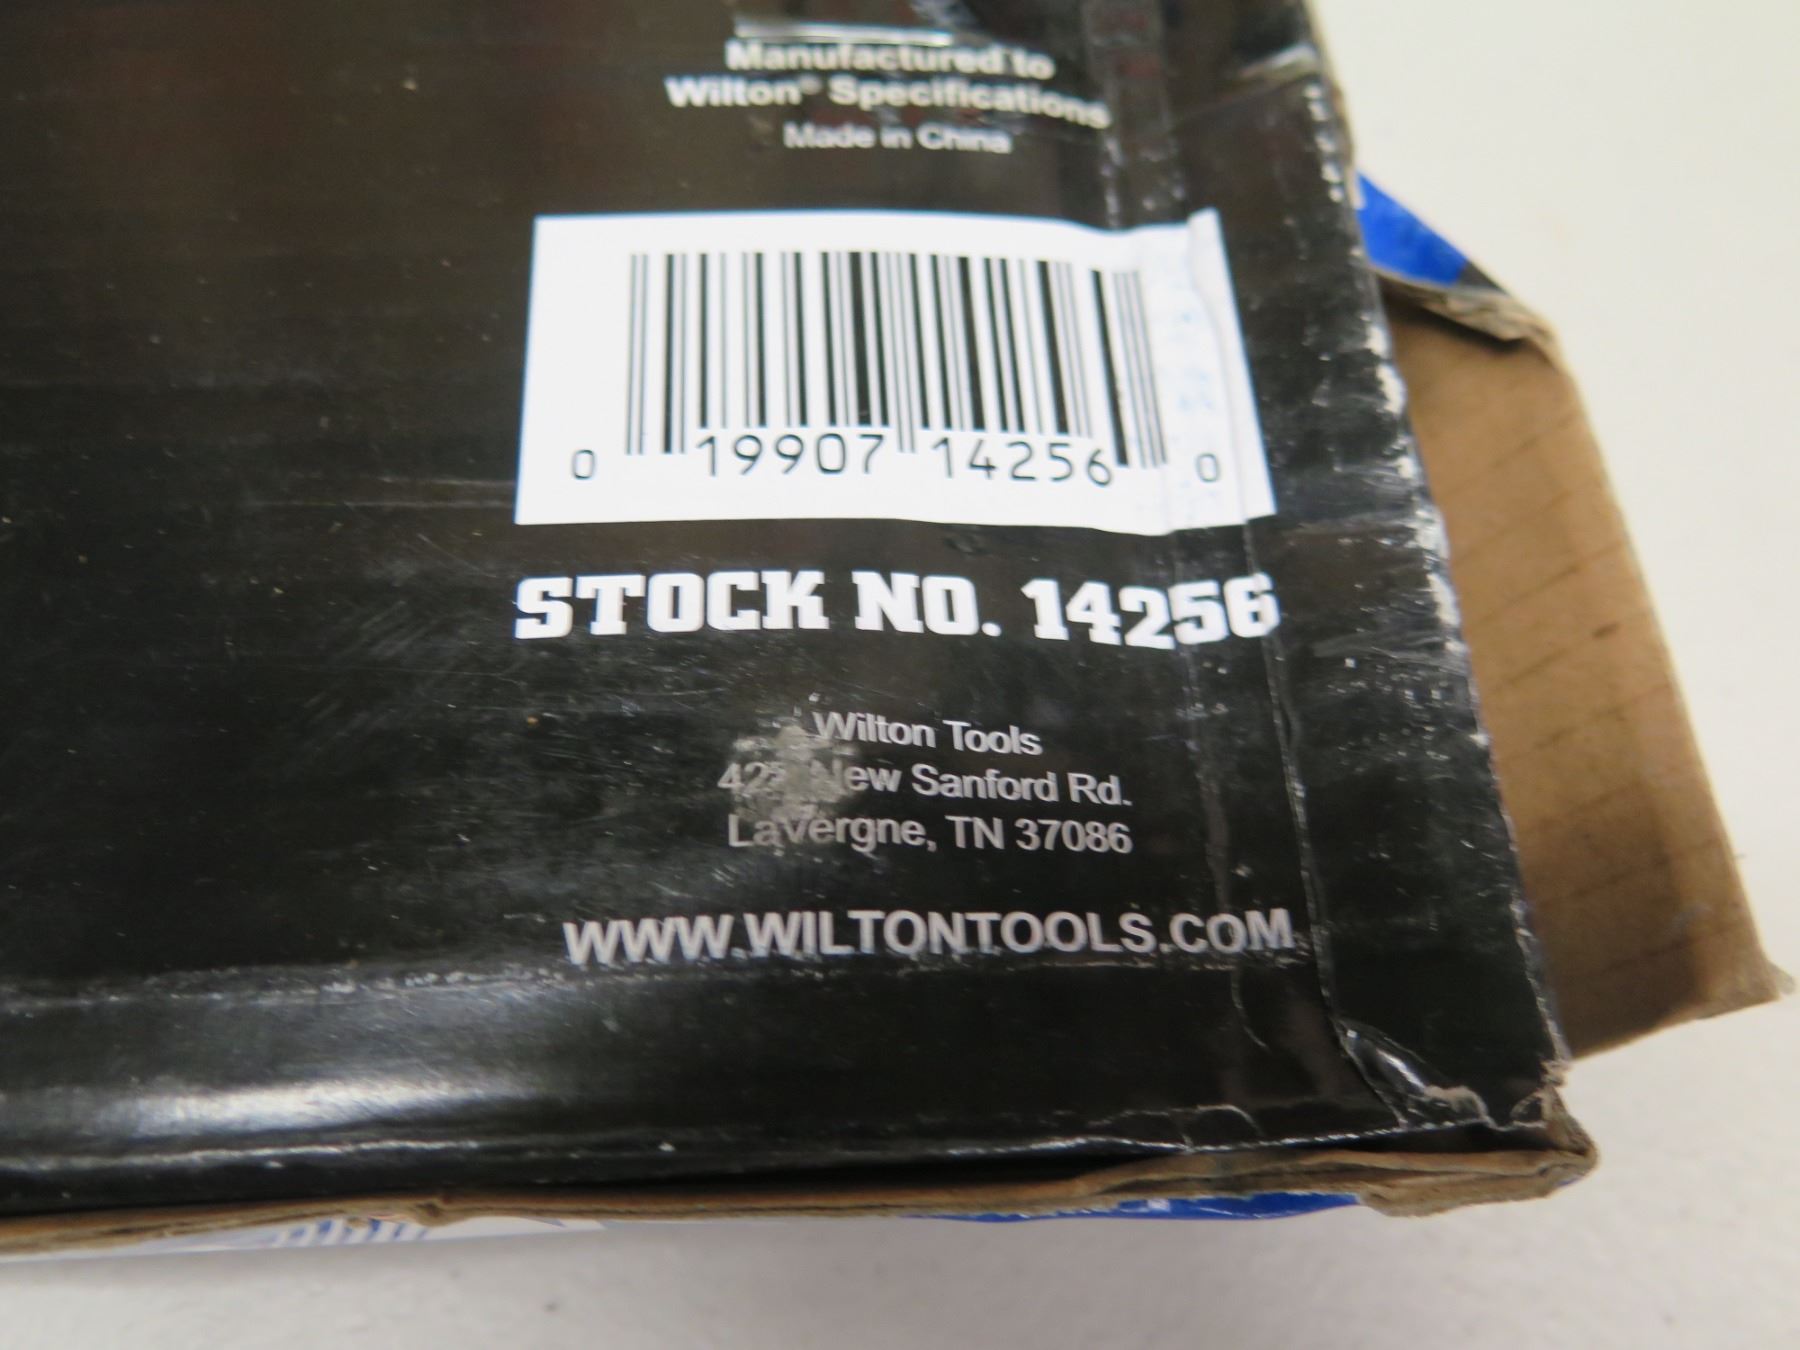 Manufactured to
Wilton® Specifications
Made in China
0 19907 14256 0
STOCK NO. 14256
Wilton Tools
New Sanford Rd.
LaVergne, TN 37086
WWW.WILTONTOOLS.COM